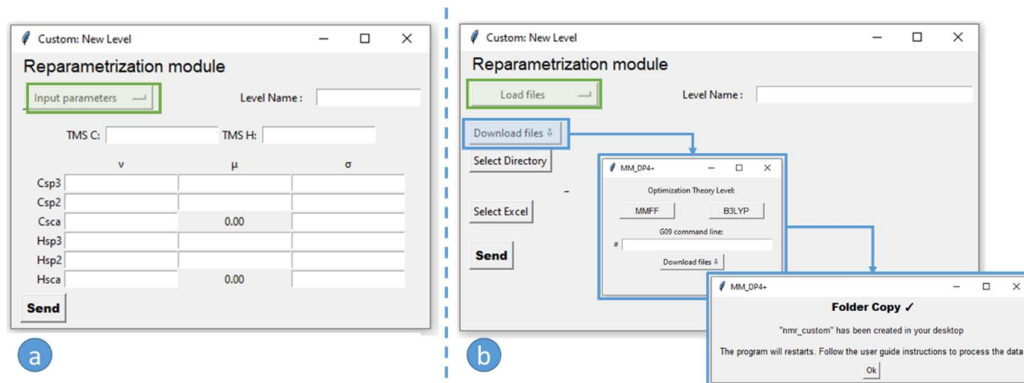 Custom: New Level
Reparametrization module
Input parameters
Level Name :
TMS C:
TMS H:
ν μ σ
Csp3
Csp2
Csca 0.00
Hsp3
Hsp2
Hsca 0.00
Send
a
Custom: New Level
Reparametrization module
Load files
Level Name :
Download files ⇩
Select Directory
-
Select Excel
Send
MM_DP4+
Optimization Theory Level:
MMFF B3LYP
G09 command line:
#
Download files ⇩
MM_DP4+
Folder Copy ✓
"nmr_custom" has been created in your desktop
The program will restarts. Follow the user guide instructions to process the data
Ok
b